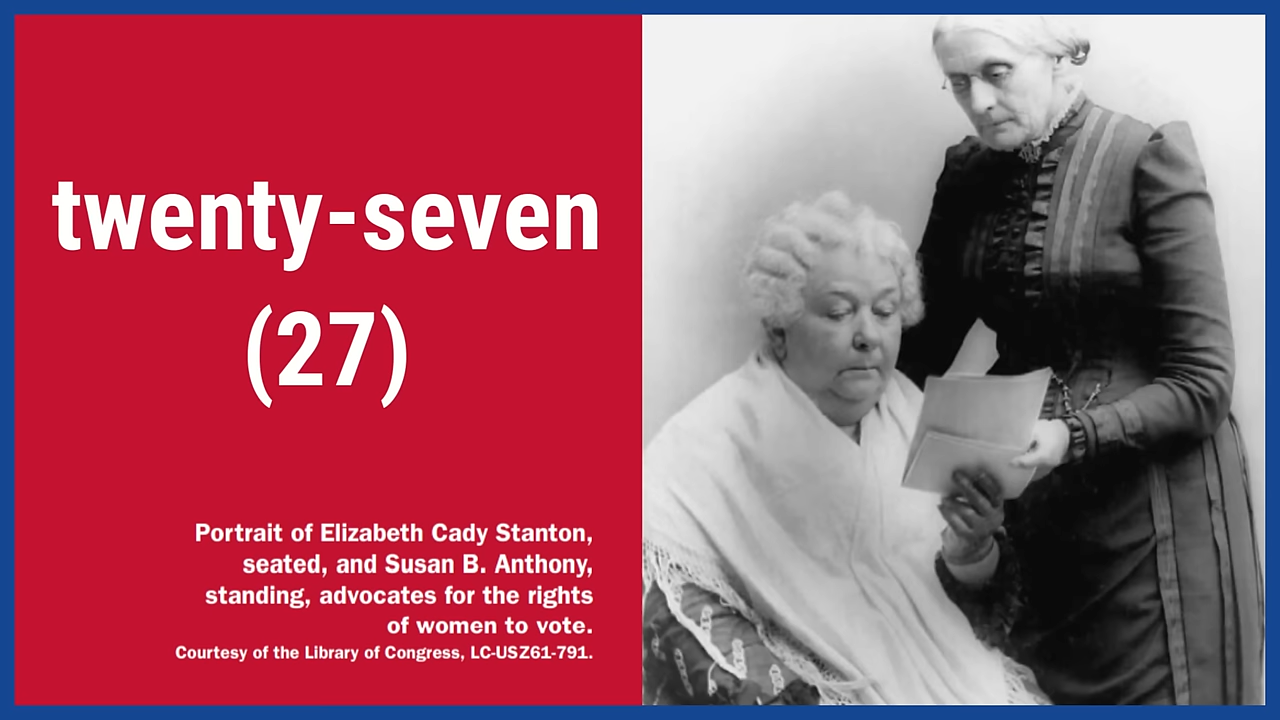 twenty-seven
(27)
Portrait of Elizabeth Cady Stanton,
seated, and Susan B. Anthony,
standing, advocates for the rights
of women to vote.
Courtesy of the Library of Congress, LC-USZ61-791.